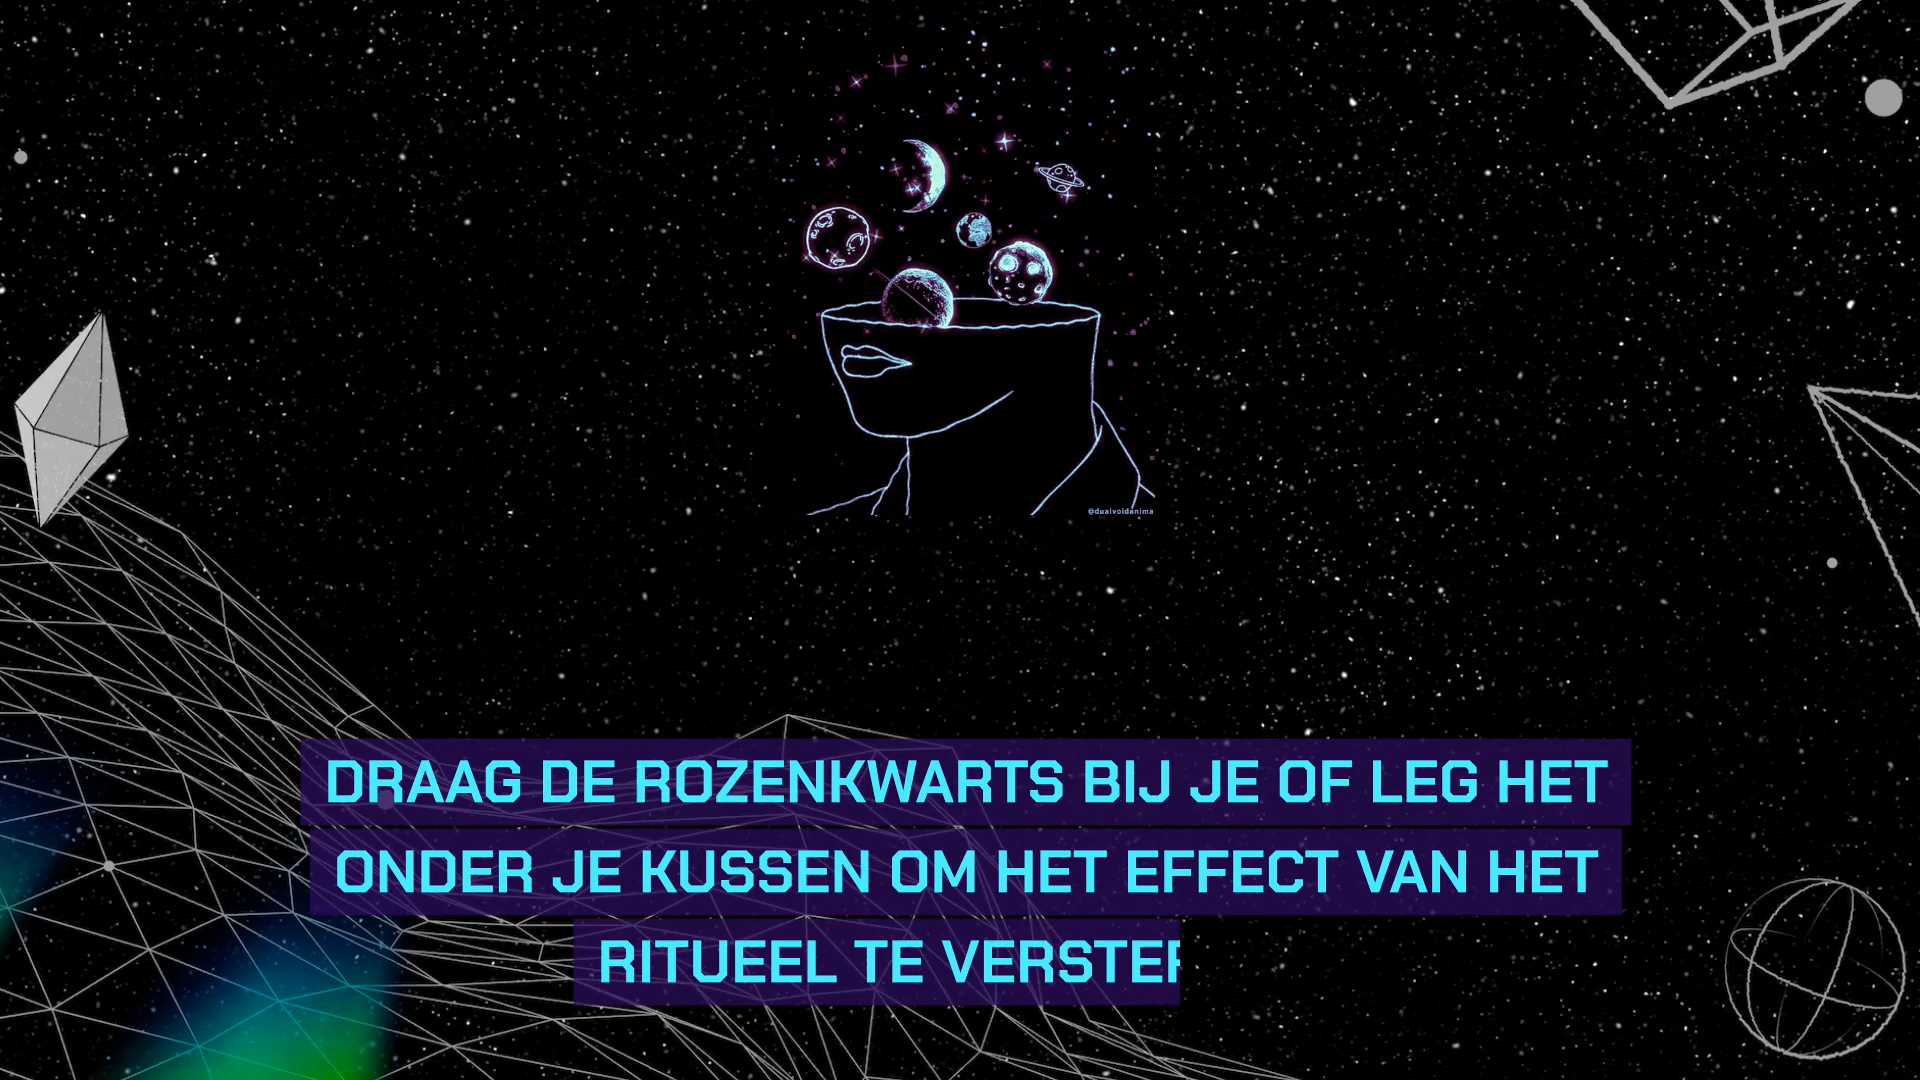 @dualvoidanima
DRAAG DE ROZENKWARTS BIJ JE OF LEG HET
ONDER JE KUSSEN OM HET EFFECT VAN HET
RITUEEL TE VERSTER